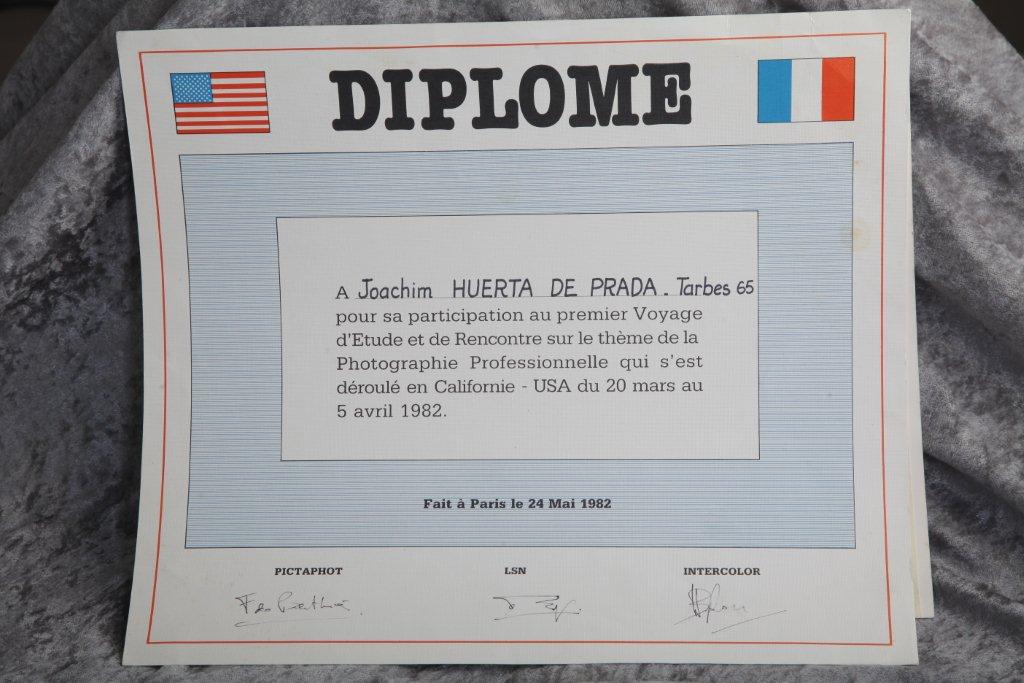 DIPLOME
A Joachim HUERTA DE PRADA - Tarbes 65
pour sa participation au premier Voyage
d'Etude et de Rencontre sur le thème de la
Photographie Professionnelle qui s'est
déroulé en Californie - USA du 20 mars au
5 avril 1982.
Fait à Paris le 24 Mai 1982
PICTAPHOT LSN INTERCOLOR